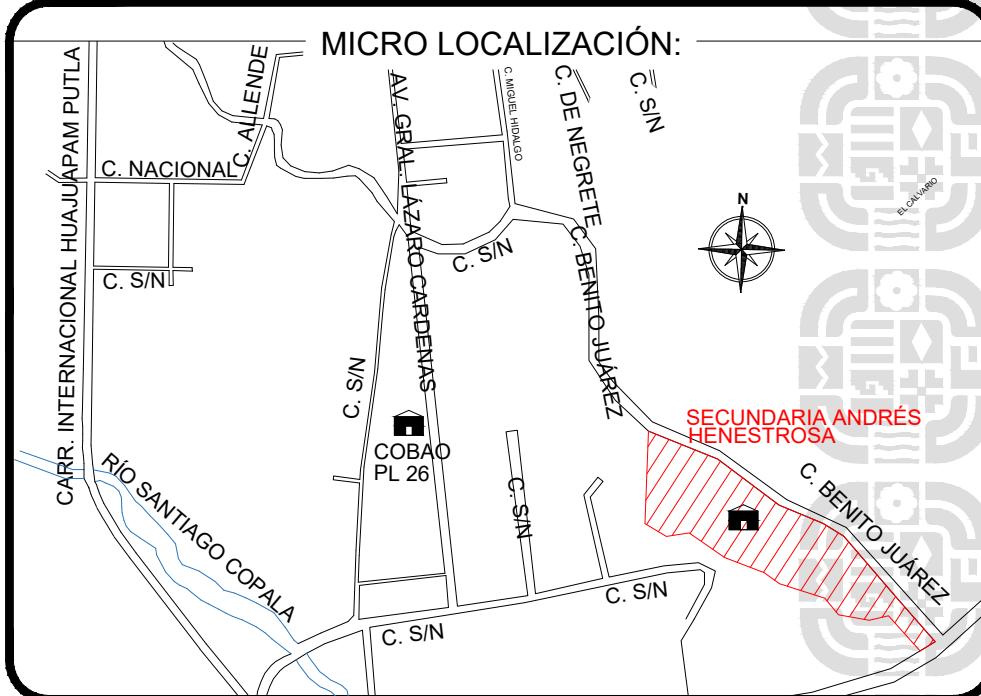 MICRO LOCALIZACIÓN:
CARR. INTERNACIONAL HUAJUAPAM PUTLA
C. ALLENDE
C. NACIONAL
AV. GRAL. LÁZARO CARDENAS
C. MIGUEL HIDALGO
C. DE NEGRETE
C. S/N
EL CALVARIO
N
C. S/N
C. S/N
C. BENITO JUÁREZ
C. S/N
COBAO
PL 26
SECUNDARIA ANDRÉS
HENESTROSA
C. BENITO JUÁREZ
RÍO SANTIAGO COPALA
C. S/N
C. S/N
C. S/N